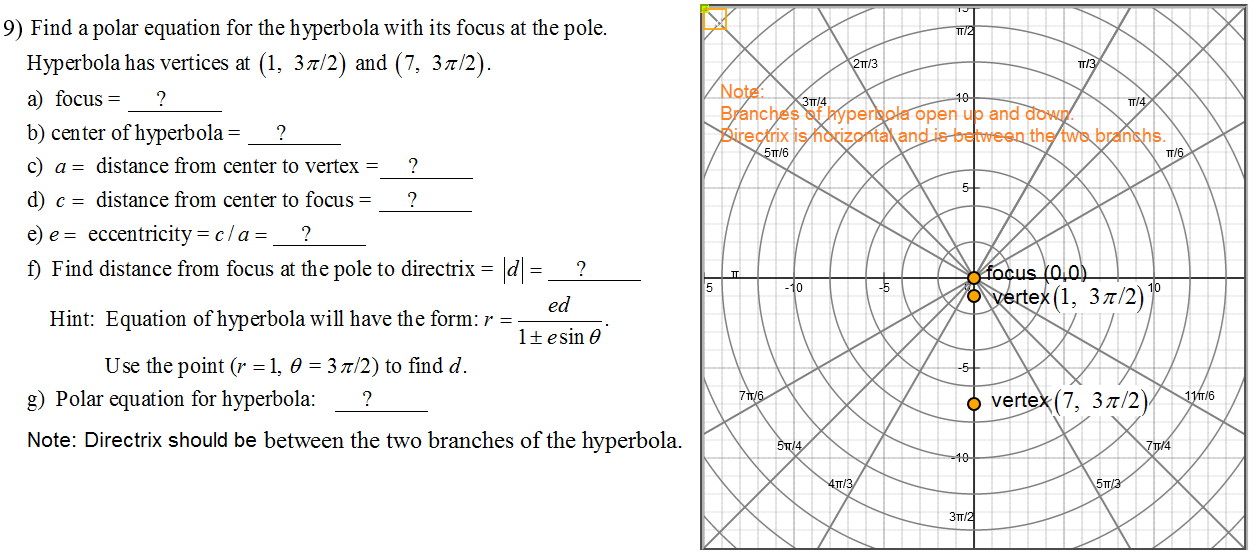 9) Find a polar equation for the hyperbola with its focus at the pole.
Hyperbola has vertices at (1, 3π/2) and (7, 3π/2).
a) focus = ?
b) center of hyperbola = ?
c) a = distance from center to vertex = ?
d) c = distance from center to focus = ?
e) e = eccentricity = c / a = ?
f) Find distance from focus at the pole to directrix = |d| = ?
Hint: Equation of hyperbola will have the form: r = ed / 1 ± e sin θ.
Use the point (r = 1, θ = 3π/2) to find d.
g) Polar equation for hyperbola: ?
Note: Directrix should be between the two branches of the hyperbola.
π/2
2π/3
π/3
Note:
10
3π/4
π/4
Branches of hyperbola open up and down.
Directrix is horizontal and is between the two branchs.
5π/6
π/6
5
π
focus (0,0)
5
-10
-5
10
vertex (1, 3π/2)
-5
7π/6
vertex (7, 3π/2)
11π/6
5π/4
7π/4
-10
4π/3
5π/3
3π/2